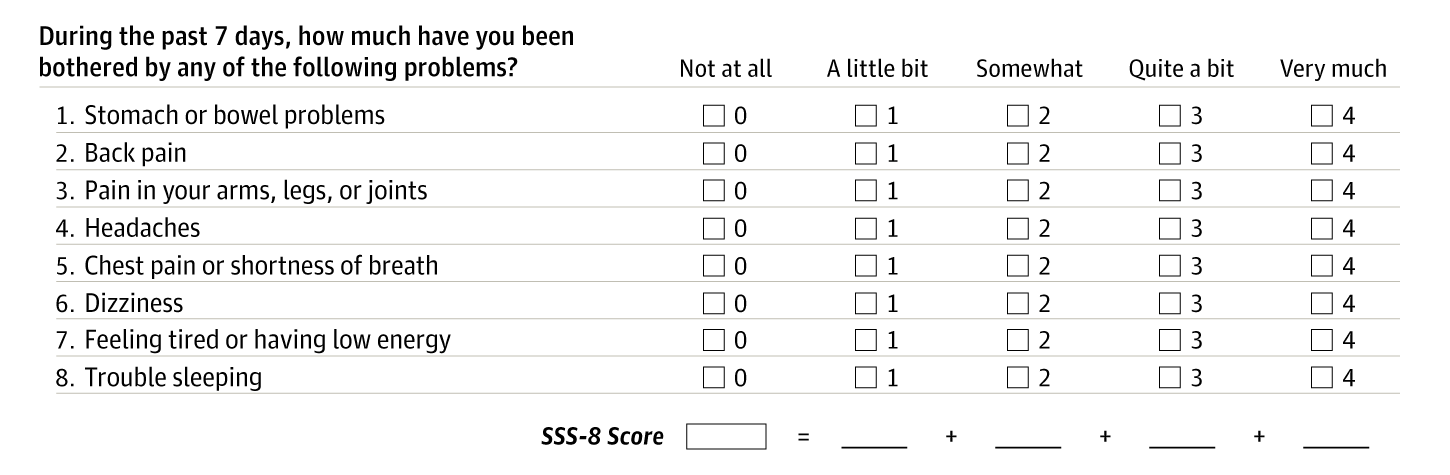 During the past 7 days, how much have you been
bothered by any of the following problems? Not at all A little bit Somewhat Quite a bit Very much
1. Stomach or bowel problems 0 1 2 3 4
2. Back pain 0 1 2 3 4
3. Pain in your arms, legs, or joints 0 1 2 3 4
4. Headaches 0 1 2 3 4
5. Chest pain or shortness of breath 0 1 2 3 4
6. Dizziness 0 1 2 3 4
7. Feeling tired or having low energy 0 1 2 3 4
8. Trouble sleeping 0 1 2 3 4
SSS-8 Score = + + +